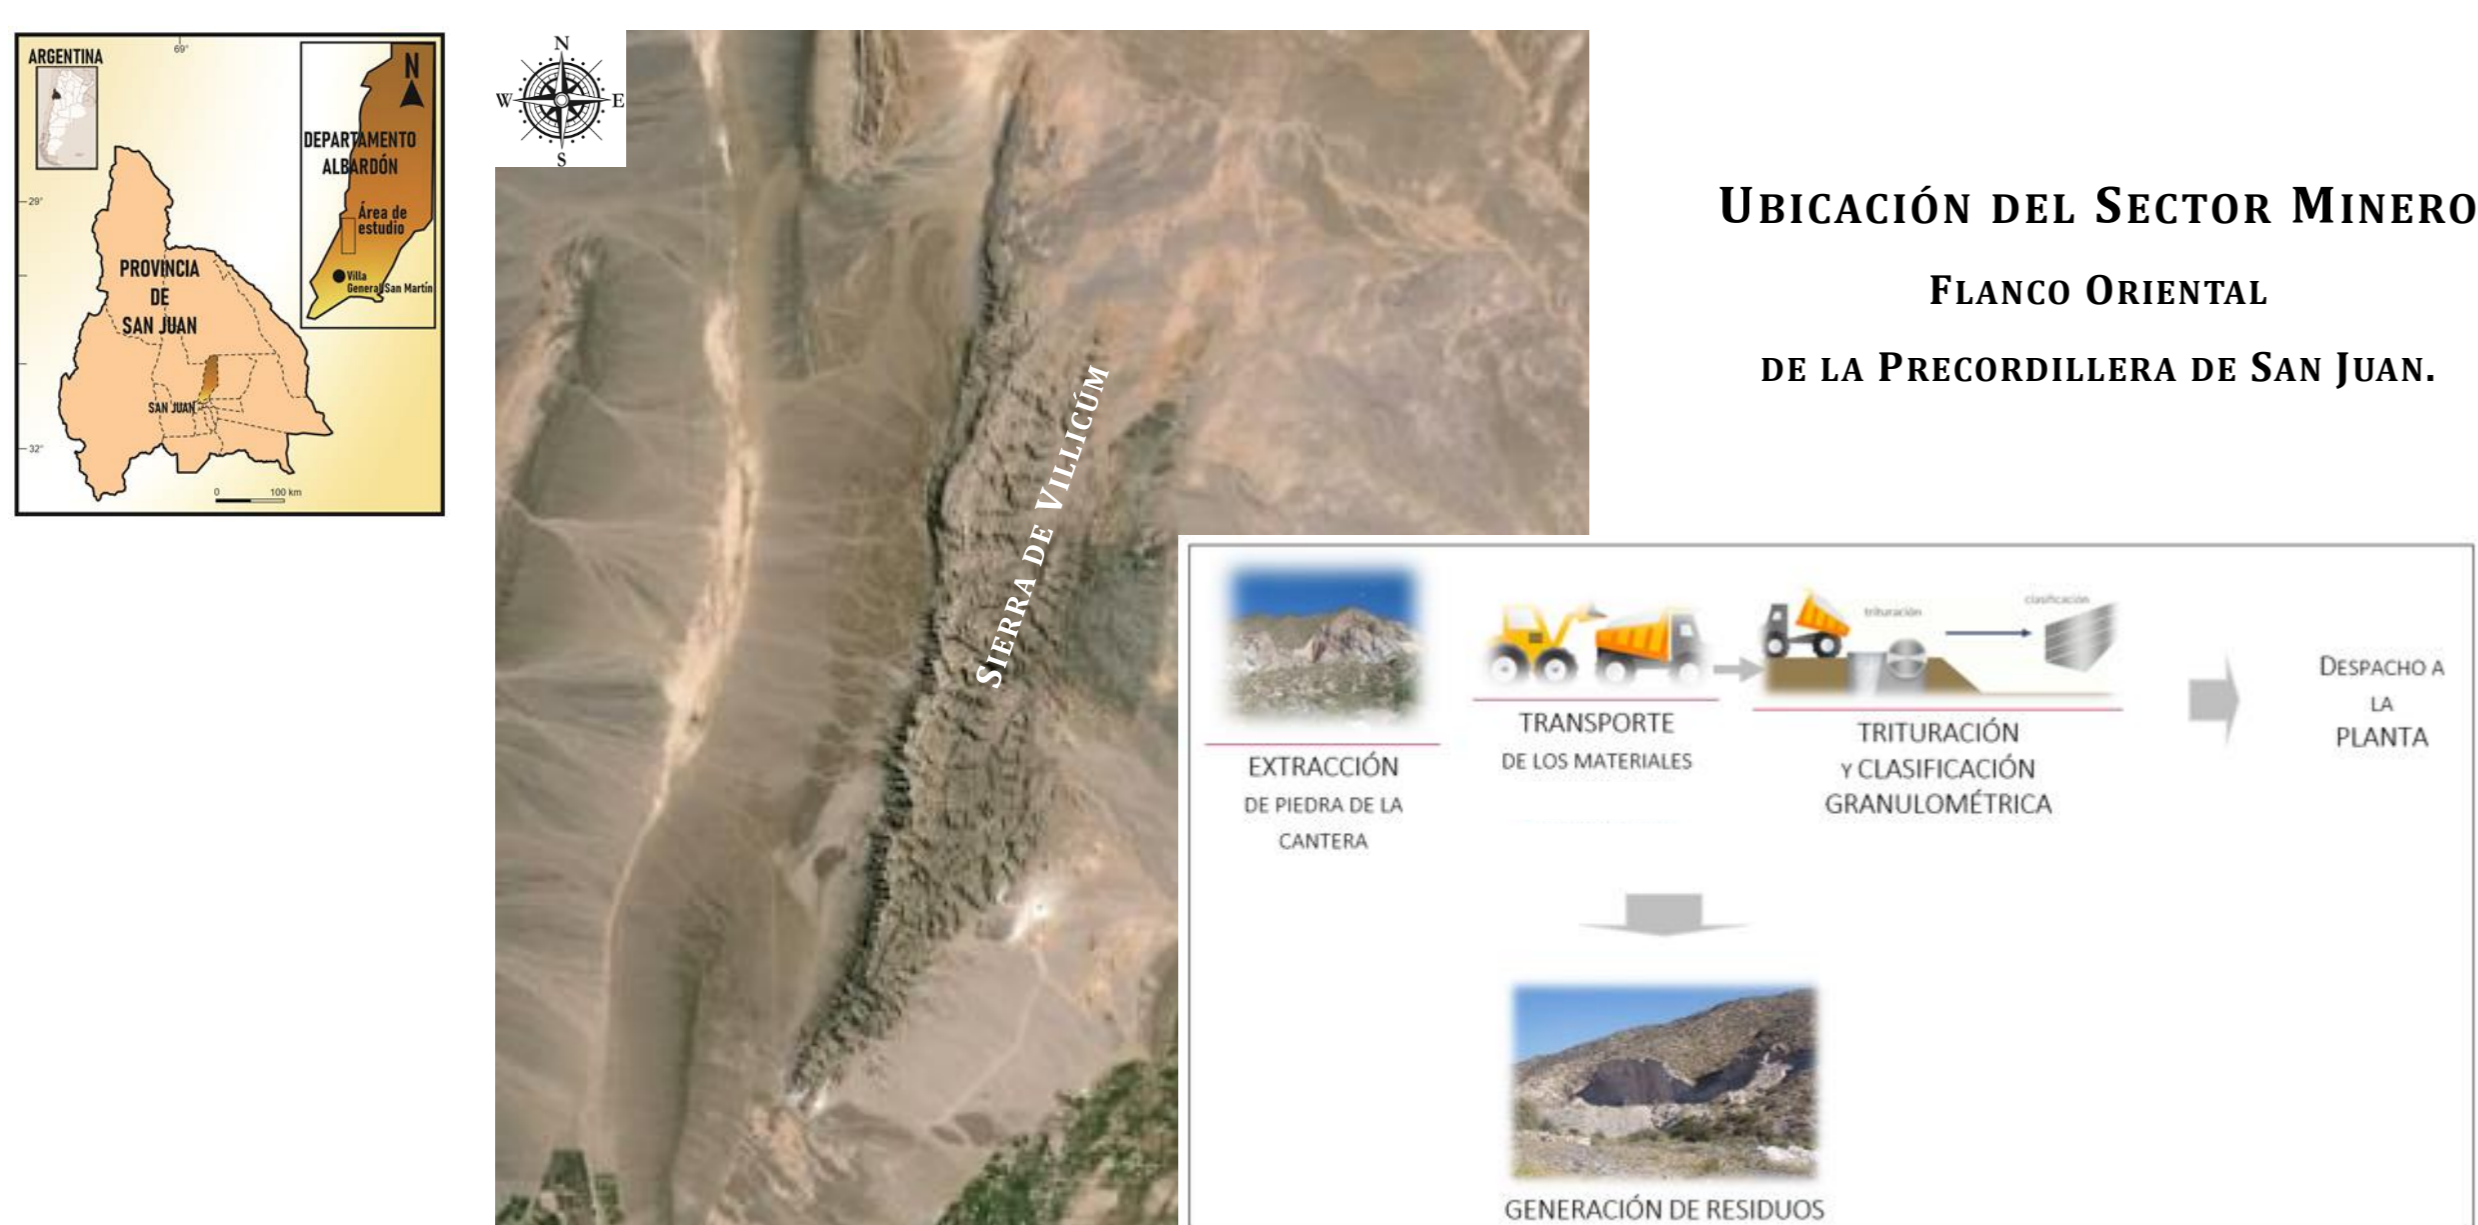 ARGENTINA
69°
N
DEPARTAMENTO
ALBARDÓN
29°
Área de
estudio
Villa
General San Martín
PROVINCIA
DE
SAN JUAN
SAN JUAN
32°
0 100 km
N
W E
S
SIERRA DE VILLICÚM
UBICACIÓN DEL SECTOR MINERO
FLANCO ORIENTAL
DE LA PRECORDILLERA DE SAN JUAN.
trituración
clasificación
EXTRACCIÓN
DE PIEDRA DE LA
CANTERA
TRANSPORTE
DE LOS MATERIALES
TRITURACIÓN
Y CLASIFICACIÓN
GRANULOMÉTRICA
DESPACHO A
LA
PLANTA
GENERACIÓN DE RESIDUOS